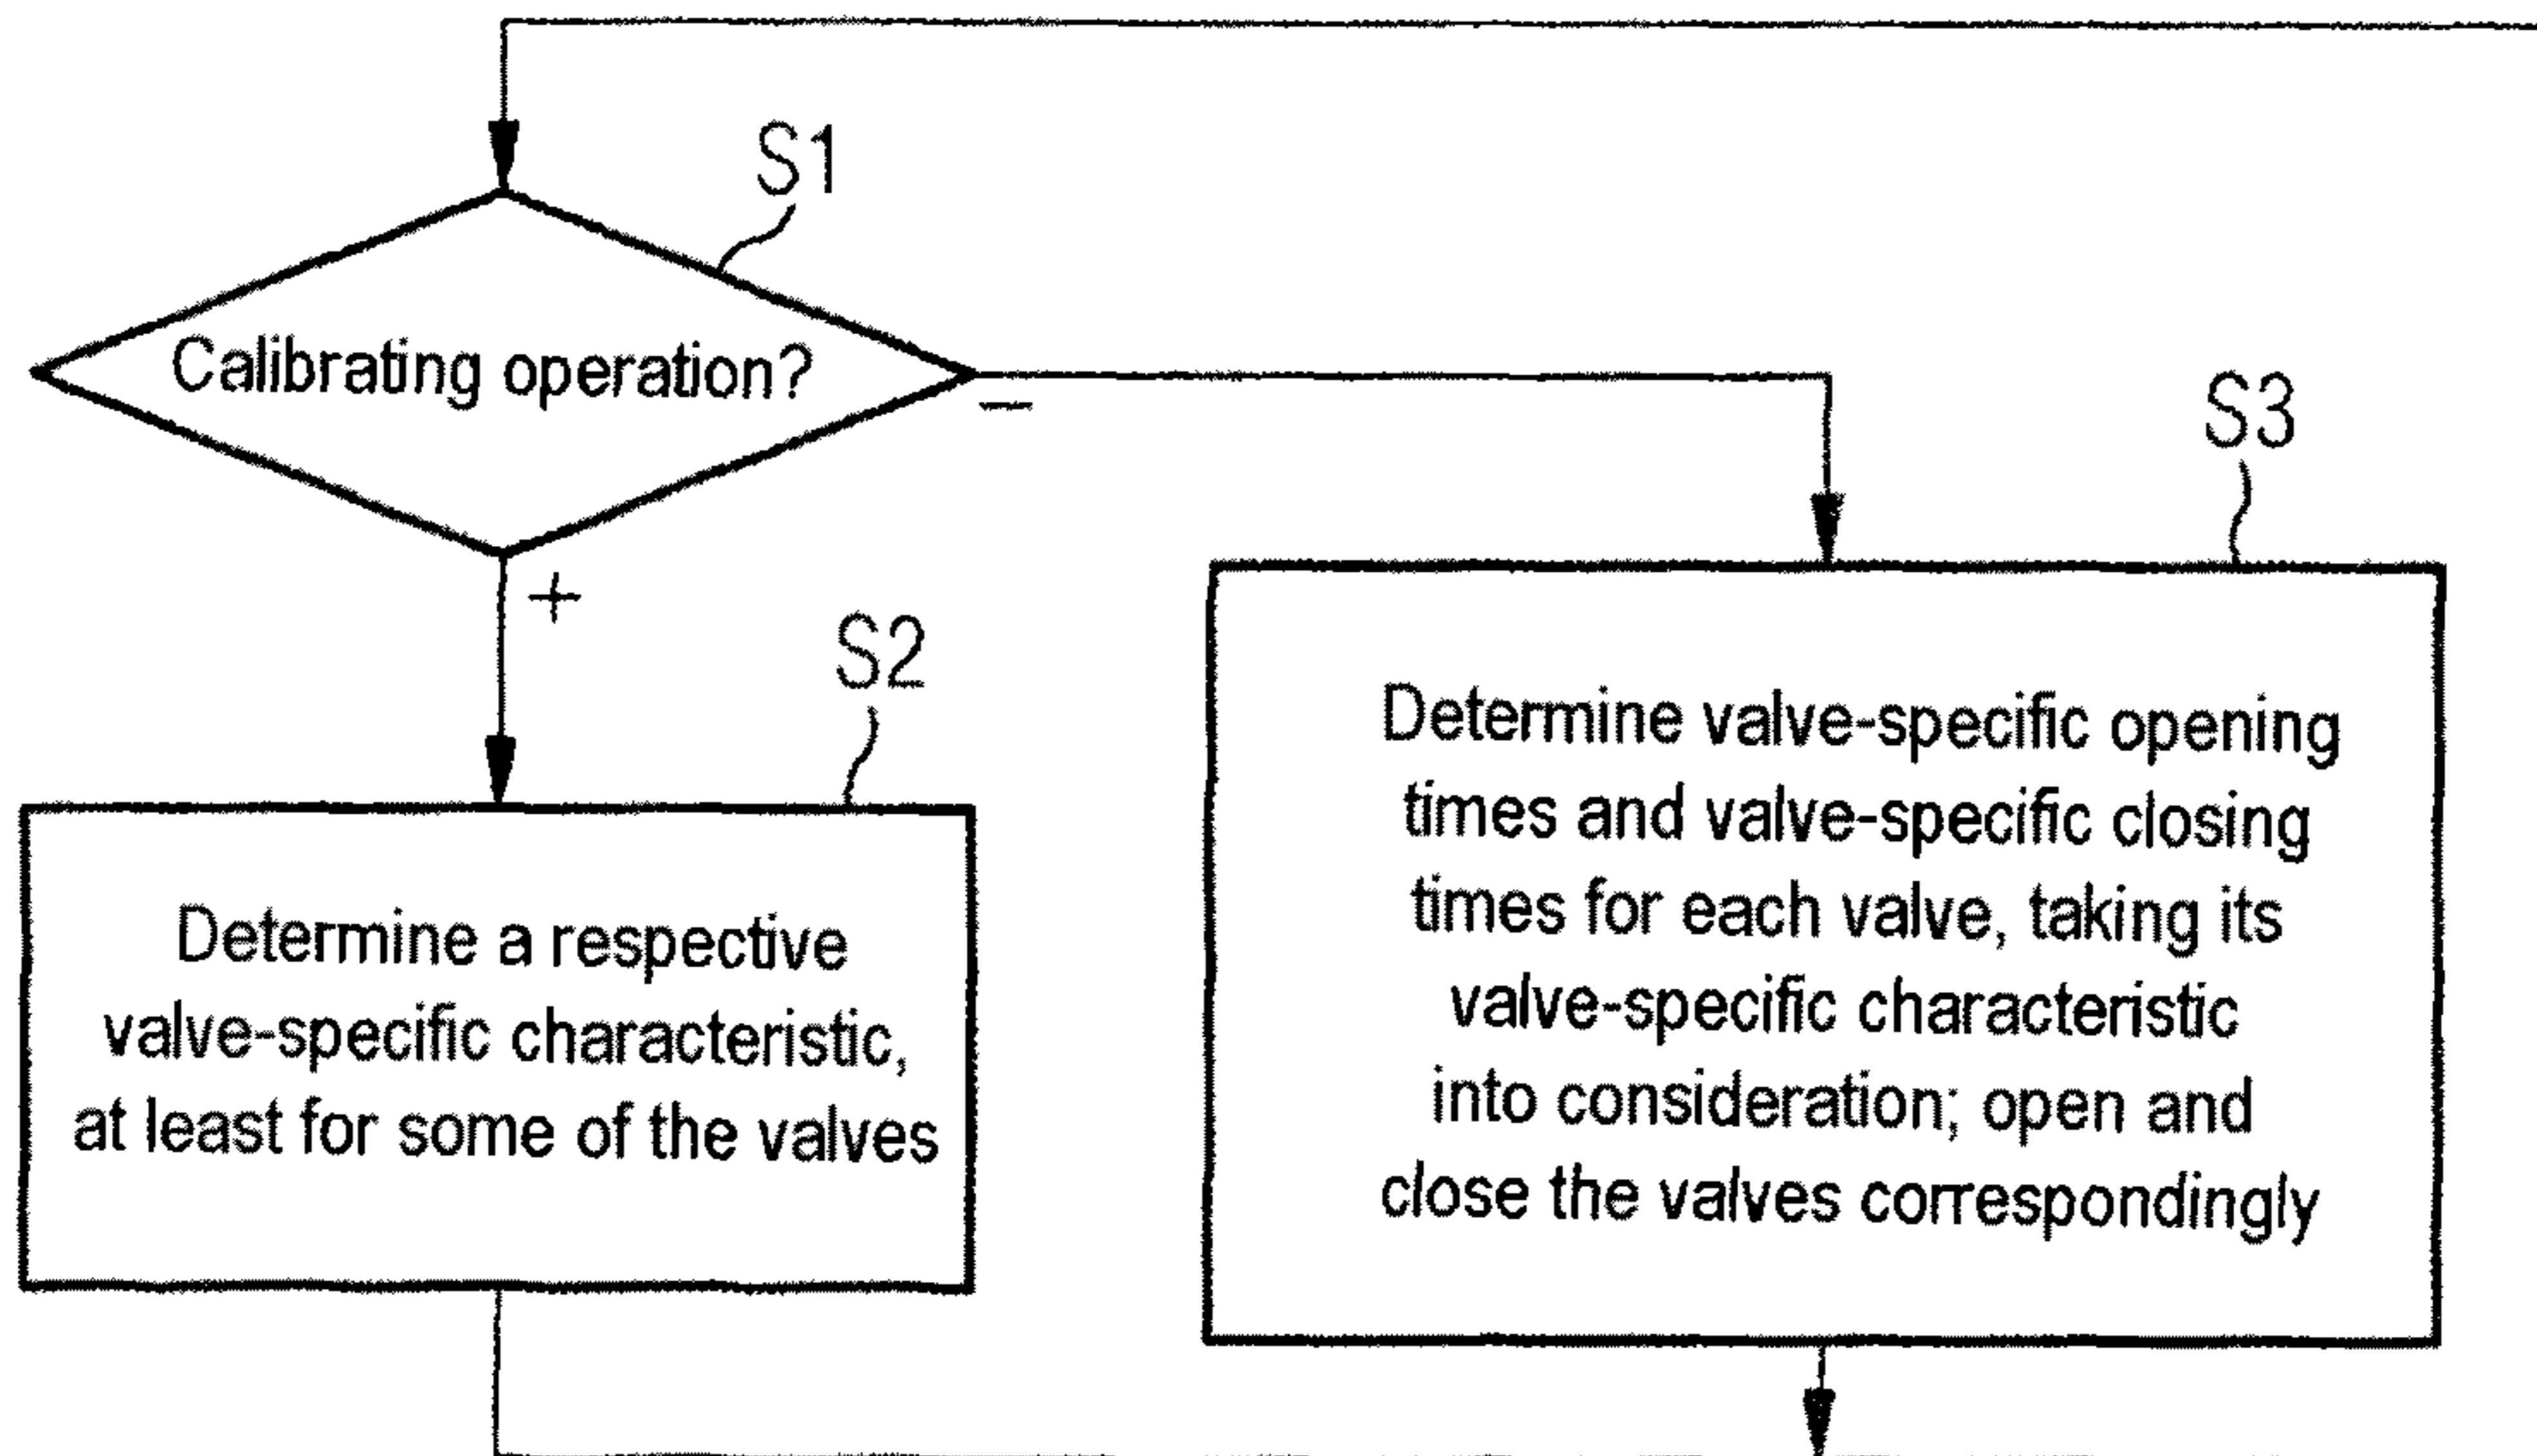 S1
Calibrating operation?
−
+
S2
Determine a respective
valve-specific characteristic,
at least for some of the valves
S3
Determine valve-specific opening
times and valve-specific closing
times for each valve, taking its
valve-specific characteristic
into consideration; open and
close the valves correspondingly